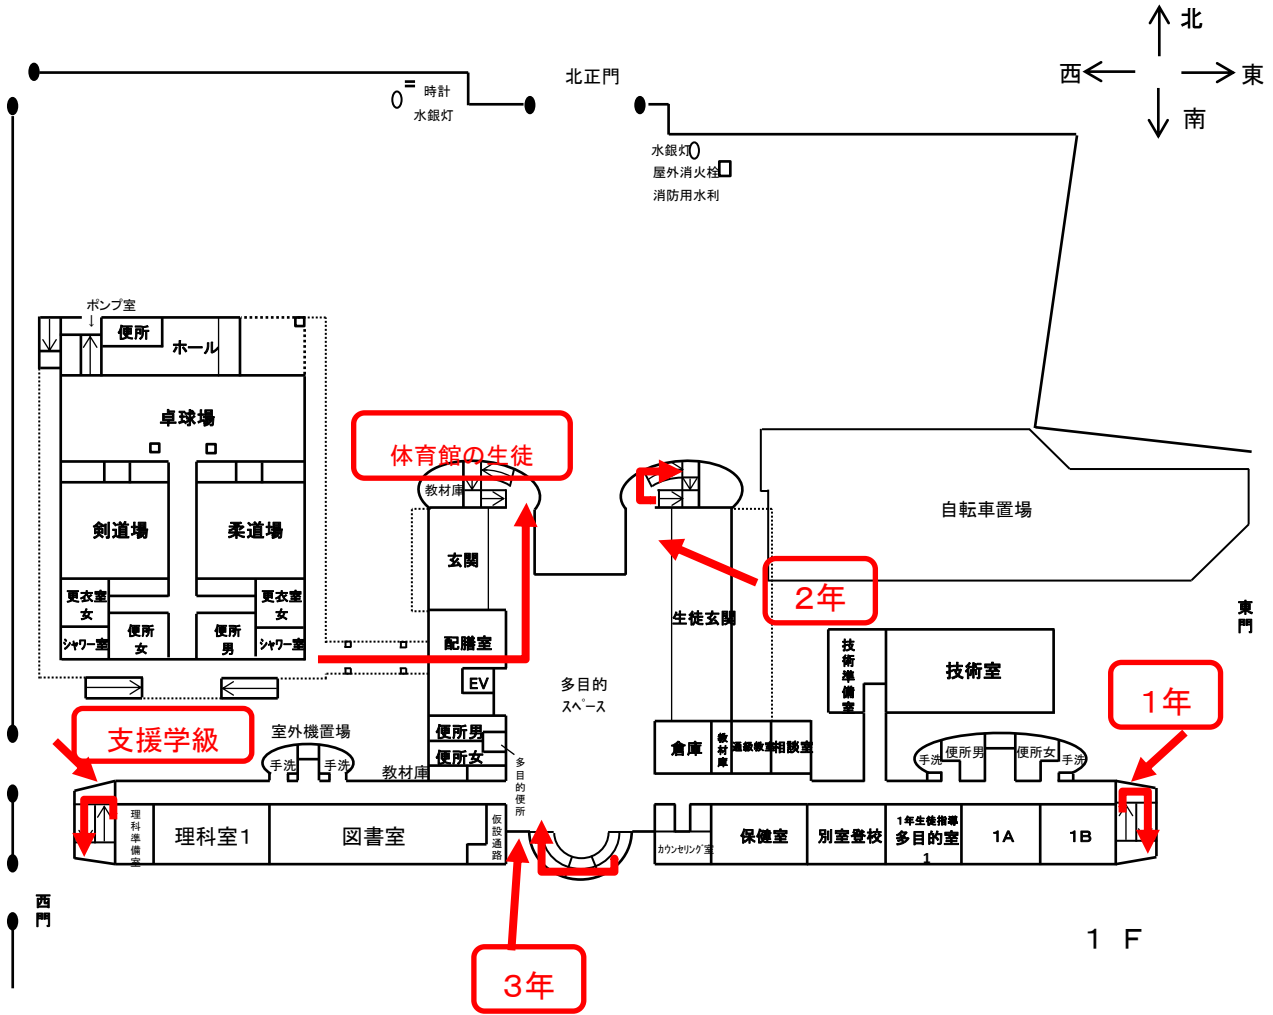 北
西
東
南
北正門
時計
水銀灯
水銀灯
屋外消火栓
消防用水利
ポンプ室
↓
便所
ホール
卓球場
体育館の生徒
教材庫
剣道場
柔道場
自転車置場
玄関
2年
更衣室
女
更衣室
女
生徒玄関
東
門
シャワー室
便所
女
便所
男
シャワー室
配膳室
技
術
準
備
室
技術室
EV
多目的
スペース
1年
支援学級
室外機置場
便所男
便所女
倉庫
教
材
庫
通級教室
相談室
手洗
手洗
教材庫
多
目
的
便
所
手洗
便所男
便所女
手洗
理
科
準
備
室
理科室1
図書室
仮
設
通
路
カウンセリング室
保健室
別室登校
1年生徒指導
多目的室
1
1A
1B
西
門
3年
1 F